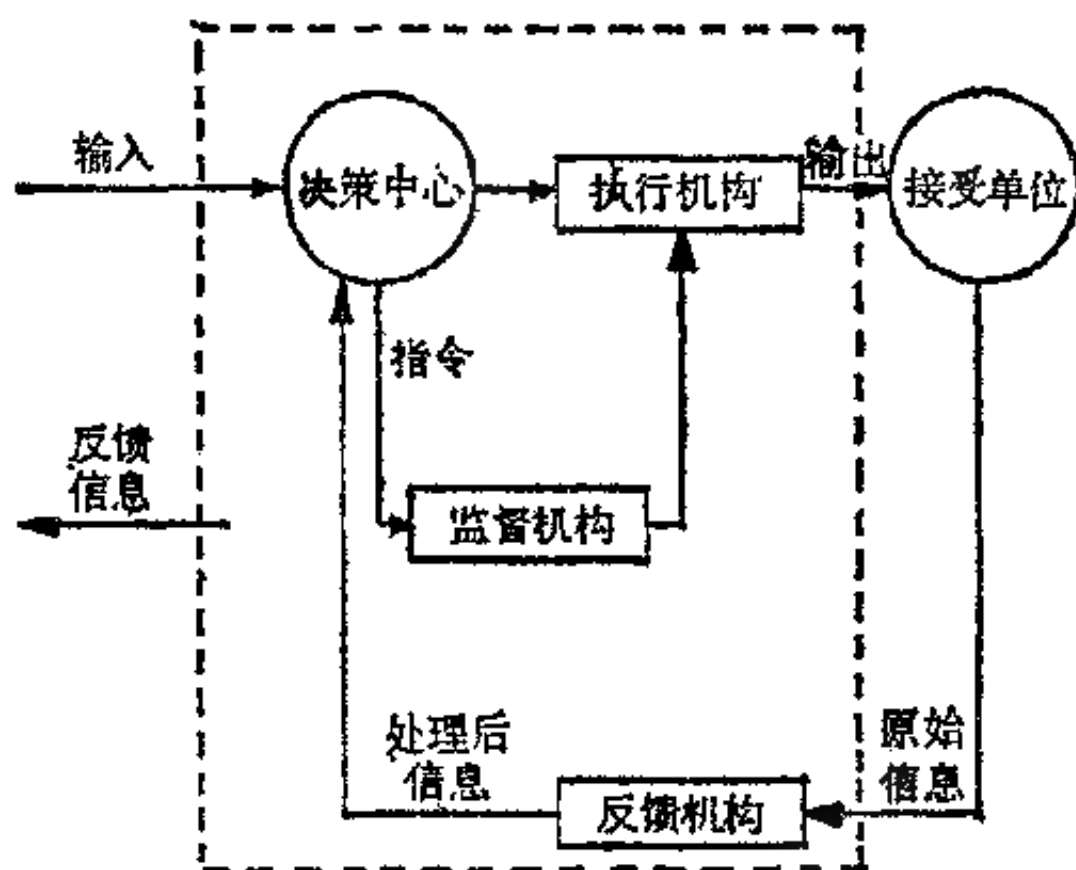 输入
决策中心
执行机构
输出
接受单位
指令
反馈
信息
监督机构
处理后
信息
原始
信息
反馈机构